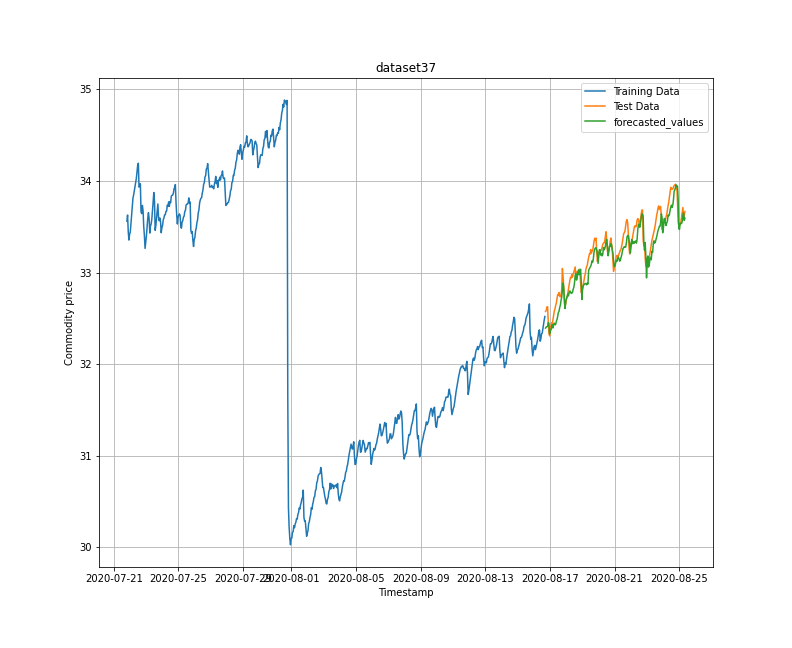 dataset37
35
34
33
32
31
30
Commodity price
Training Data
Test Data
forecasted_values
2020-07-21
2020-07-25
2020-07-29
2020-08-01
2020-08-05
2020-08-09
2020-08-13
2020-08-17
2020-08-21
2020-08-25
Timestamp